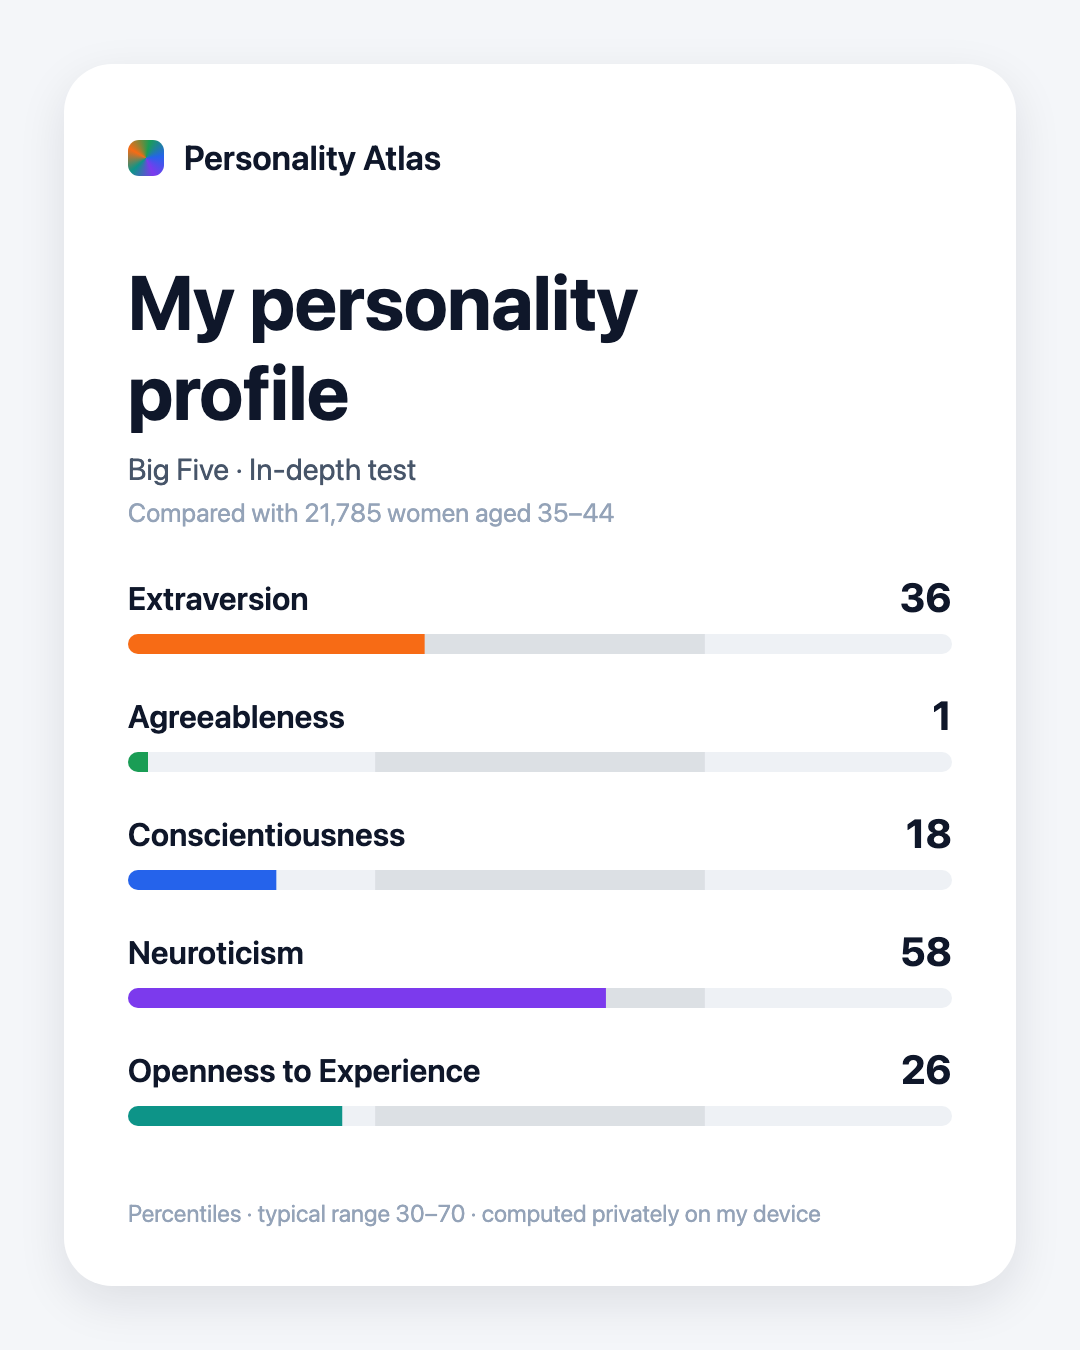 Personality Atlas
My personality
profile
Big Five · In-depth test
Compared with 21,785 women aged 35–44
Extraversion 36
Agreeableness 1
Conscientiousness 18
Neuroticism 58
Openness to Experience 26
Percentiles · typical range 30–70 · computed privately on my device